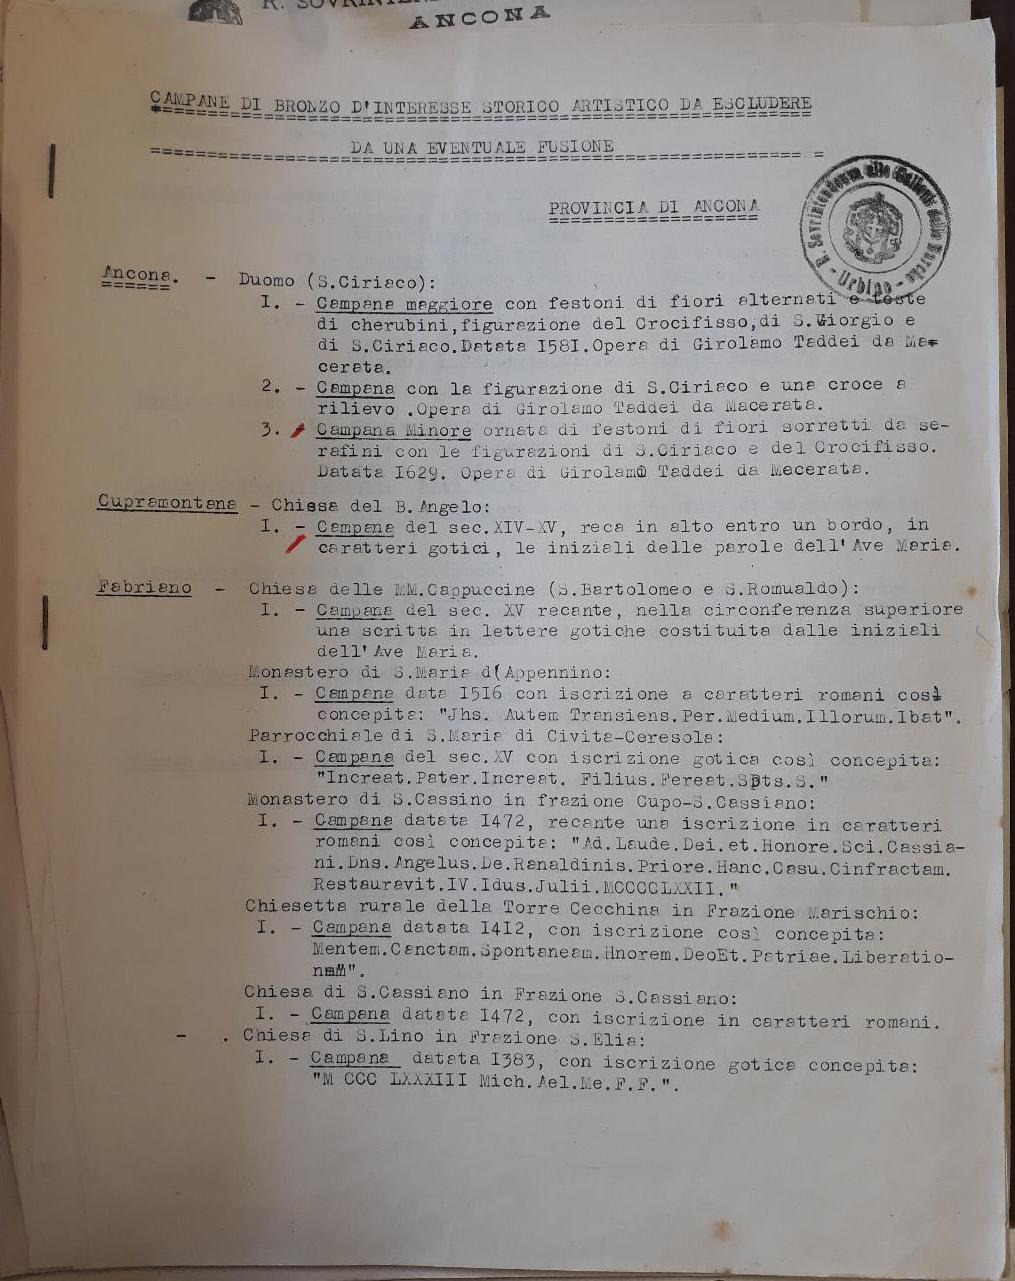 ANCONA
CAMPANE DI BRONZO D'INTERESSE STORICO ARTISTICO DA ESCLUDERE
DA UNA EVENTUALE FUSIONE
PROVINCIA DI ANCONA
R. Sovrintendenza alle Gallerie delle Marche - Urbino -
Ancona. - Duomo (S.Ciriaco):
I. - Campana maggiore con festoni di fiori alternati e teste
di cherubini,figurazione del Crocifisso,di S.Giorgio e
di S.Ciriaco.Datata I58I.Opera di Girolamo Taddei da Ma-
cerata.
2. - Campana con la figurazione di S.Ciriaco e una croce a
rilievo .Opera di Girolamo Taddei da Macerata.
3. - Campana Minore ornata di festoni di fiori sorretti da se-
rafini con le figurazioni di S.Ciriaco e del Crocifisso.
Datata I629. Opera di Girolamo Taddei da Mecerata.
Cupramontana - Chiesa del B.Angelo:
I. - Campana del sec.XIV-XV, reca in alto entro un bordo, in
caratteri gotici, le iniziali delle parole dell'Ave Maria.
Fabriano - Chiesa delle MM.Cappuccine (S.Bartolomeo e S.Romualdo):
I. - Campana del sec. XV recante, nella circonferenza superiore
una scritta in lettere gotiche costituita dalle iniziali
dell'Ave Maria.
Monastero di S.Maria d(Appennino:
I. - Campana data I5I6 con iscrizione a caratteri romani così
concepita: "Jhs. Autem Transiens.Per.Medium.Illorum.Ibat".
Parrocchiale di S.Maria di Civita-Ceresola:
I. - Campana del sec.XV con iscrizione gotica così concepita:
"Increat.Pater.Increat. Filius.Fereat.Spts.S."
Monastero di S.Cassino in frazione Cupo-S.Cassiano:
I. - Campana datata I472, recante una iscrizione in caratteri
romani così concepita: "Ad.Laude.Dei.et.Honore.Sci.Cassia-
ni.Dns.Angelus.De.Ranaldinis.Priore.Hanc.Casu.Cinfractam.
Restauravit.IV.Idus.Julii.MCCCCLXXII."
Chiesetta rurale della Torre Cecchina in Frazione Marischio:
I. - Campana datata I4I2, con iscrizione così concepita:
Mentem.Canctam.Spontaneam.Hnorem.DeoEt.Patriae.Liberatio-
nem".
Chiesa di S.Cassiano in Frazione S.Cassiano:
I. - Campana datata I472, con iscrizione in caratteri romani.
- . Chiesa di S.Lino in Frazione S.Elia:
I. - Campana datata I383, con iscrizione gotica concepita:
"M CCC LXXXIII Mich.Ael.Me.F.F.".